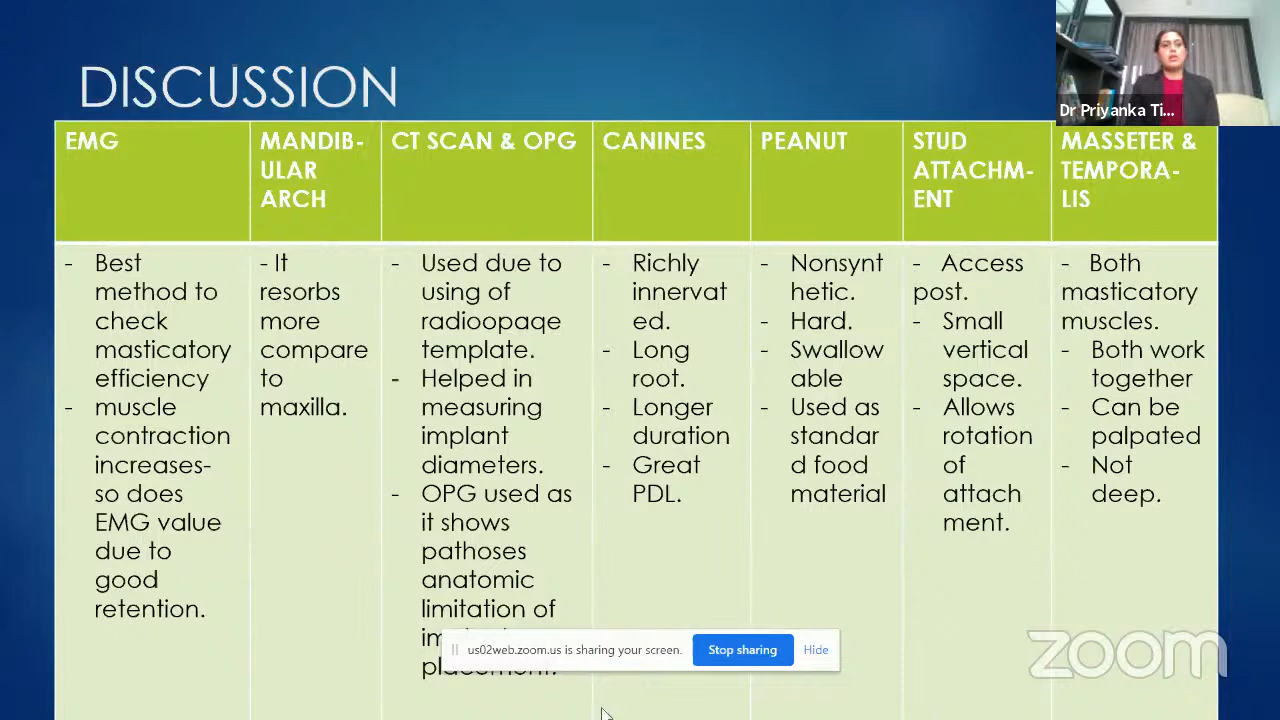 DISCUSSION
Dr Priyanka Ti...
EMG
Best
method to
check
masticatory
efficiency
- muscle
contraction
increases-
so does
EMG value
due to
good
retention.
MANDIB-
ULAR
ARCH
- It
resorbs
more
compare
to
maxilla.
CT SCAN & OPG
- Used due to
using of
radioopaqe
template.
- Helped in
measuring
implant
diameters.
- OPG used as
it shows
pathoses
anatomic
limitation of
CANINES
- Richly
innervat
ed.
- Long
root.
- Longer
duration
- Great
PDL.
PEANUT
- Nonsynt
hetic.
- Hard.
- Swallow
able
- Used as
standar
d food
material
STUD
ATTACHM-
ENT
- Access
post.
- Small
vertical
space.
- Allows
rotation
of
attach
ment.
MASSETER &
TEMPORA-
LIS
- Both
masticatory
muscles.
- Both work
together
- Can be
palpated
- Not
deep.
us02web.zoom.us is sharing your screen.
Stop sharing
Hide
zoom